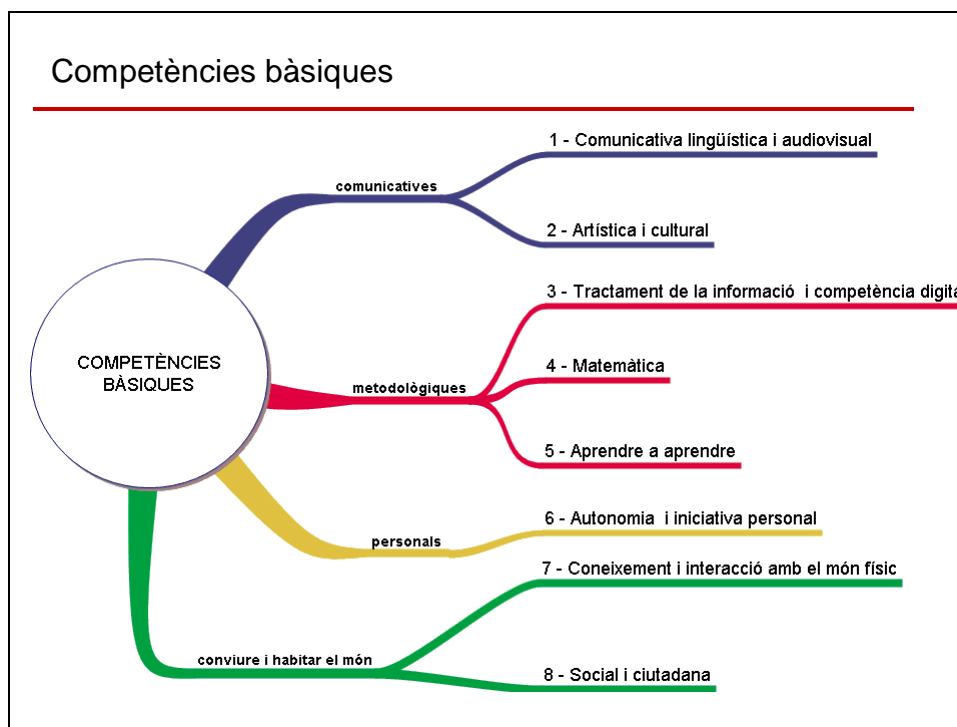 Competències bàsiques
1 - Comunicativa lingüística i audiovisual
comunicatives
2 - Artística i cultural
3 - Tractament de la informació i competència digita
COMPETÈNCIES
BÀSIQUES
4 - Matemàtica
metodològiques
5 - Aprendre a aprendre
6 - Autonomia i iniciativa personal
personals
7 - Coneixement i interacció amb el món físic
conviure i habitar el món
8 - Social i ciutadana